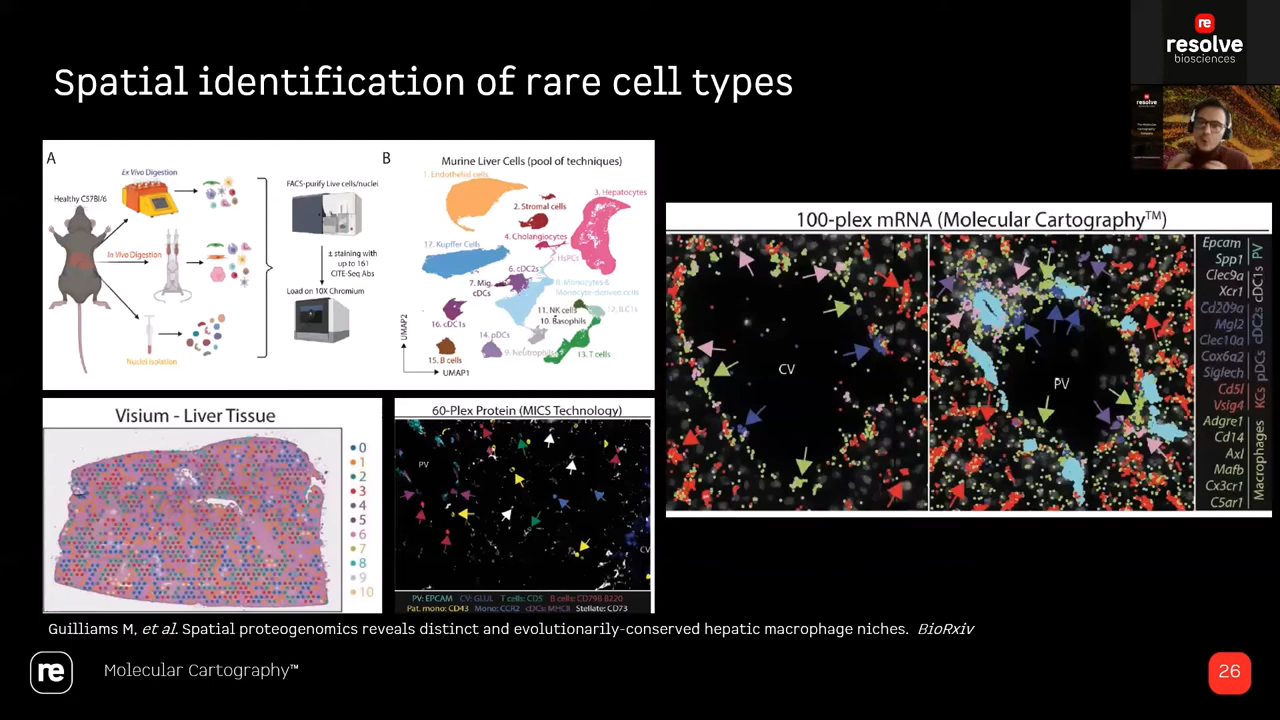 re
resolve
biosciences
Spatial identification of rare cell types
A
Ex Vivo Digestion
Healthy C57Bl/6
In Vivo Digestion
Nuclei Isolation
FACS-purify Live cells/nuclei
± staining with
up to 161
CITE-Seq Abs
Load on 10X Chromium
B
Murine Liver Cells (pool of techniques)
1. Endothelial cells
2. Stromal cells
3. Hepatocytes
4. Cholangiocytes
HsPCs
17. Kupffer Cells
6. cDC2s
7. Mig.
cDCs
8. Monocytes &
Monocyte-derived cells
11. NK cells
12. ILC1s
10. Basophils
16. cDC1s
14. pDCs
9. Neutrophils
13. T cells
15. B cells
UMAP2
UMAP1
Visium - Liver Tissue
0
1
2
3
4
5
6
7
8
9
10
60-Plex Protein (MICS Technology)
PV
CV
PV: EPCAM CV: GLUL T cells: CD5 B cells: CD79B B220
Pat. mono: CD43 Mono: CCR2 cDCs: MHCII Stellate: CD73
100-plex mRNA (Molecular Cartography™)
CV
PV
Epcam
Spp1
Clec9a
Xcr1
Cd209a
Mgl2
Clec10a
Cox6a2
Siglech
Cd5l
Vsig4
Adgre1
Cd14
Axl
Mafb
Cx3cr1
C5ar1
PV
cDC1s
cDC2s
pDCs
KCs
Macrophages
Guilliams M, et al. Spatial proteogenomics reveals distinct and evolutionarily-conserved hepatic macrophage niches. BioRxiv
re
Molecular Cartography™
26